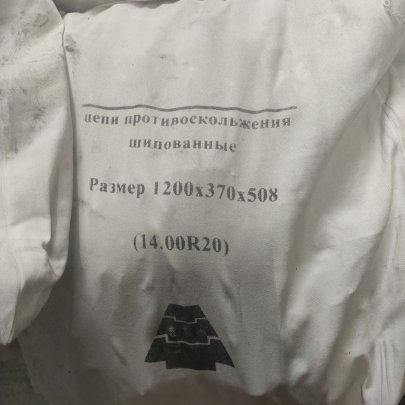 цепи противоскольжения
шипованные
Размер 1200х370х508
(14.00R20)